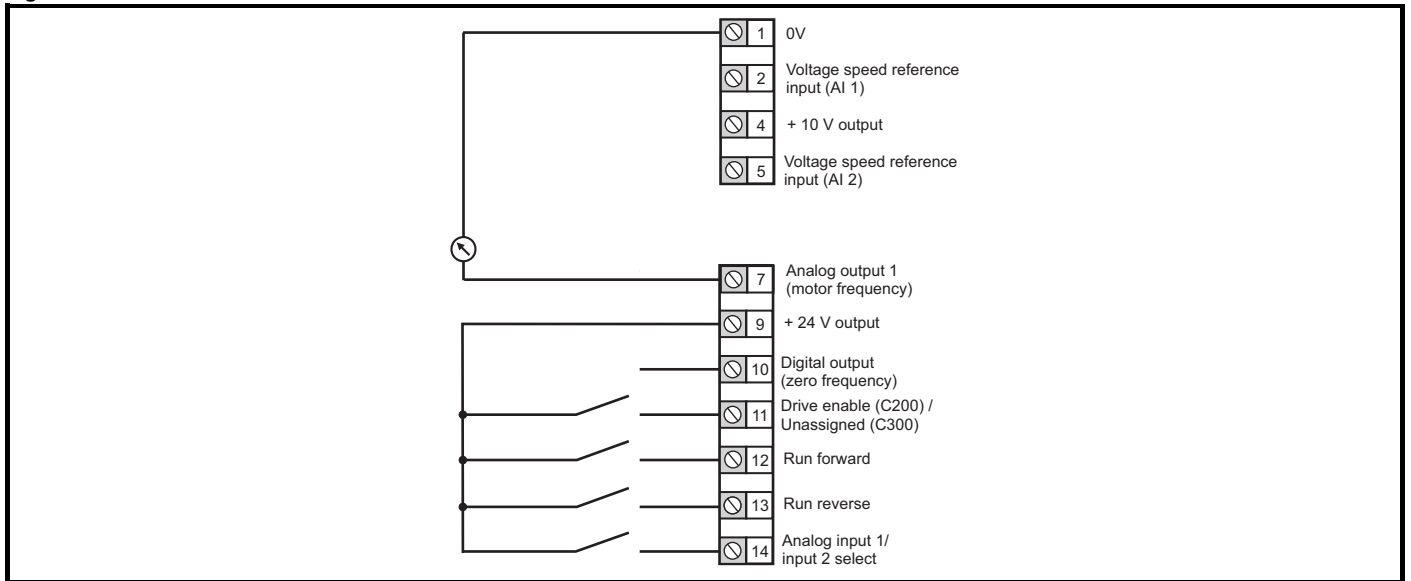 1 0V
2 Voltage speed reference
input (AI 1)
4 + 10 V output
5 Voltage speed reference
input (AI 2)
7 Analog output 1
(motor frequency)
9 + 24 V output
10 Digital output
(zero frequency)
11 Drive enable (C200) /
Unassigned (C300)
12 Run forward
13 Run reverse
14 Analog input 1/
input 2 select